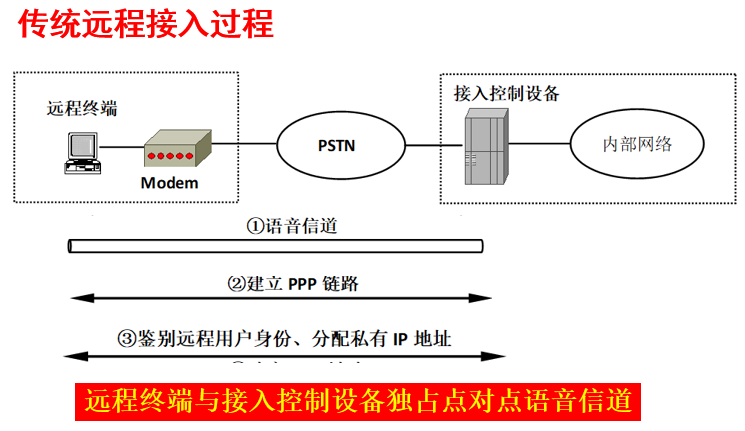 传统远程接入过程
远程终端
接入控制设备
PSTN
内部网络
Modem
①语音信道
②建立 PPP 链路
③鉴别远程用户身份、分配私有 IP 地址
远程终端与接入控制设备独占点对点语音信道